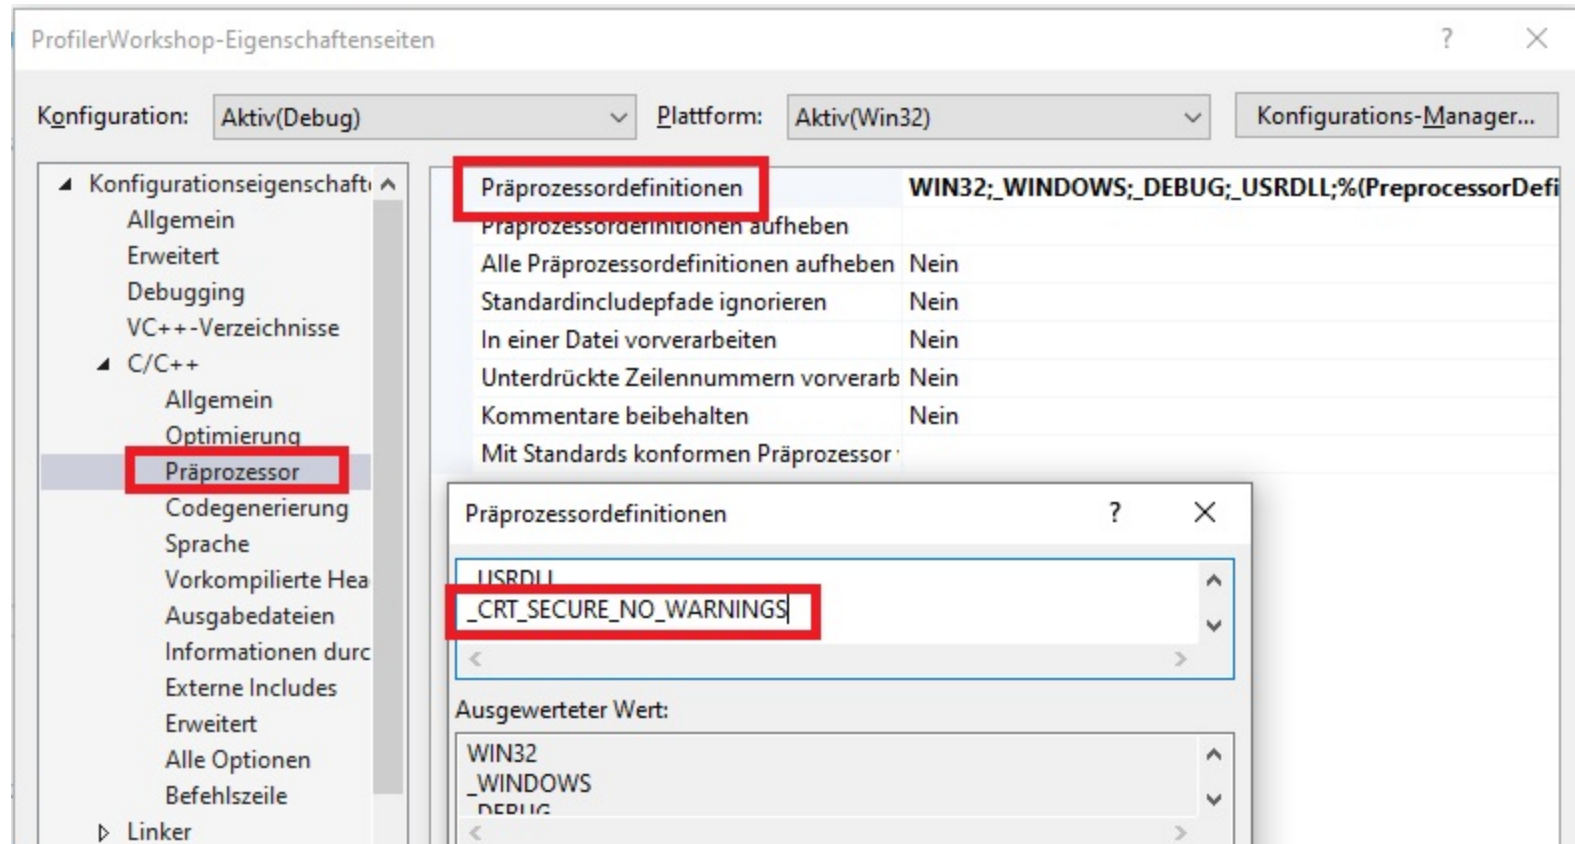 ProfilerWorkshop-Eigenschaftenseiten ?
Konfiguration: Aktiv(Debug) Plattform: Aktiv(Win32) Konfigurations-Manager...
Konfigurationseigenschafte
Allgemein
Erweitert
Debugging
VC++-Verzeichnisse
C/C++
Allgemein
Optimierung
Präprozessor
Codegenerierung
Sprache
Vorkompilierte Hea
Ausgabedateien
Informationen durc
Externe Includes
Erweitert
Alle Optionen
Befehlszeile
Linker
Präprozessordefinitionen WIN32;_WINDOWS;_DEBUG;_USRDLL;%(PreprocessorDefi
Präprozessordefinitionen aufheben
Alle Präprozessordefinitionen aufheben Nein
Standardincludepfade ignorieren Nein
In einer Datei vorverarbeiten Nein
Unterdrückte Zeilennummern vorverarb Nein
Kommentare beibehalten Nein
Mit Standards konformen Präprozessor
Präprozessordefinitionen ?
_USRDLL
_CRT_SECURE_NO_WARNINGS
Ausgewerteter Wert:
WIN32
_WINDOWS
_DEBUG